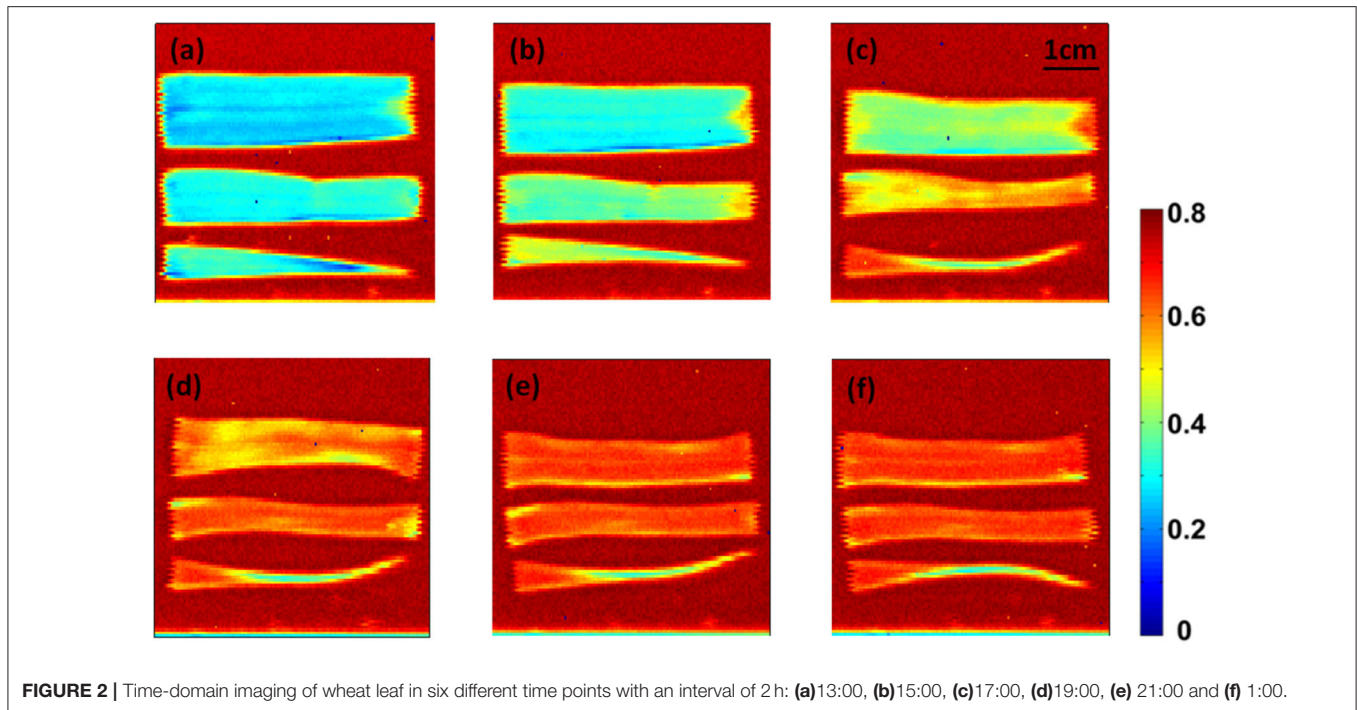 (a)
(b)
(c)
1cm
0.8
0.6
0.4
0.2
0
(d)
(e)
(f)
FIGURE 2 | Time-domain imaging of wheat leaf in six different time points with an interval of 2 h: (a)13:00, (b)15:00, (c)17:00, (d)19:00, (e) 21:00 and (f) 1:00.